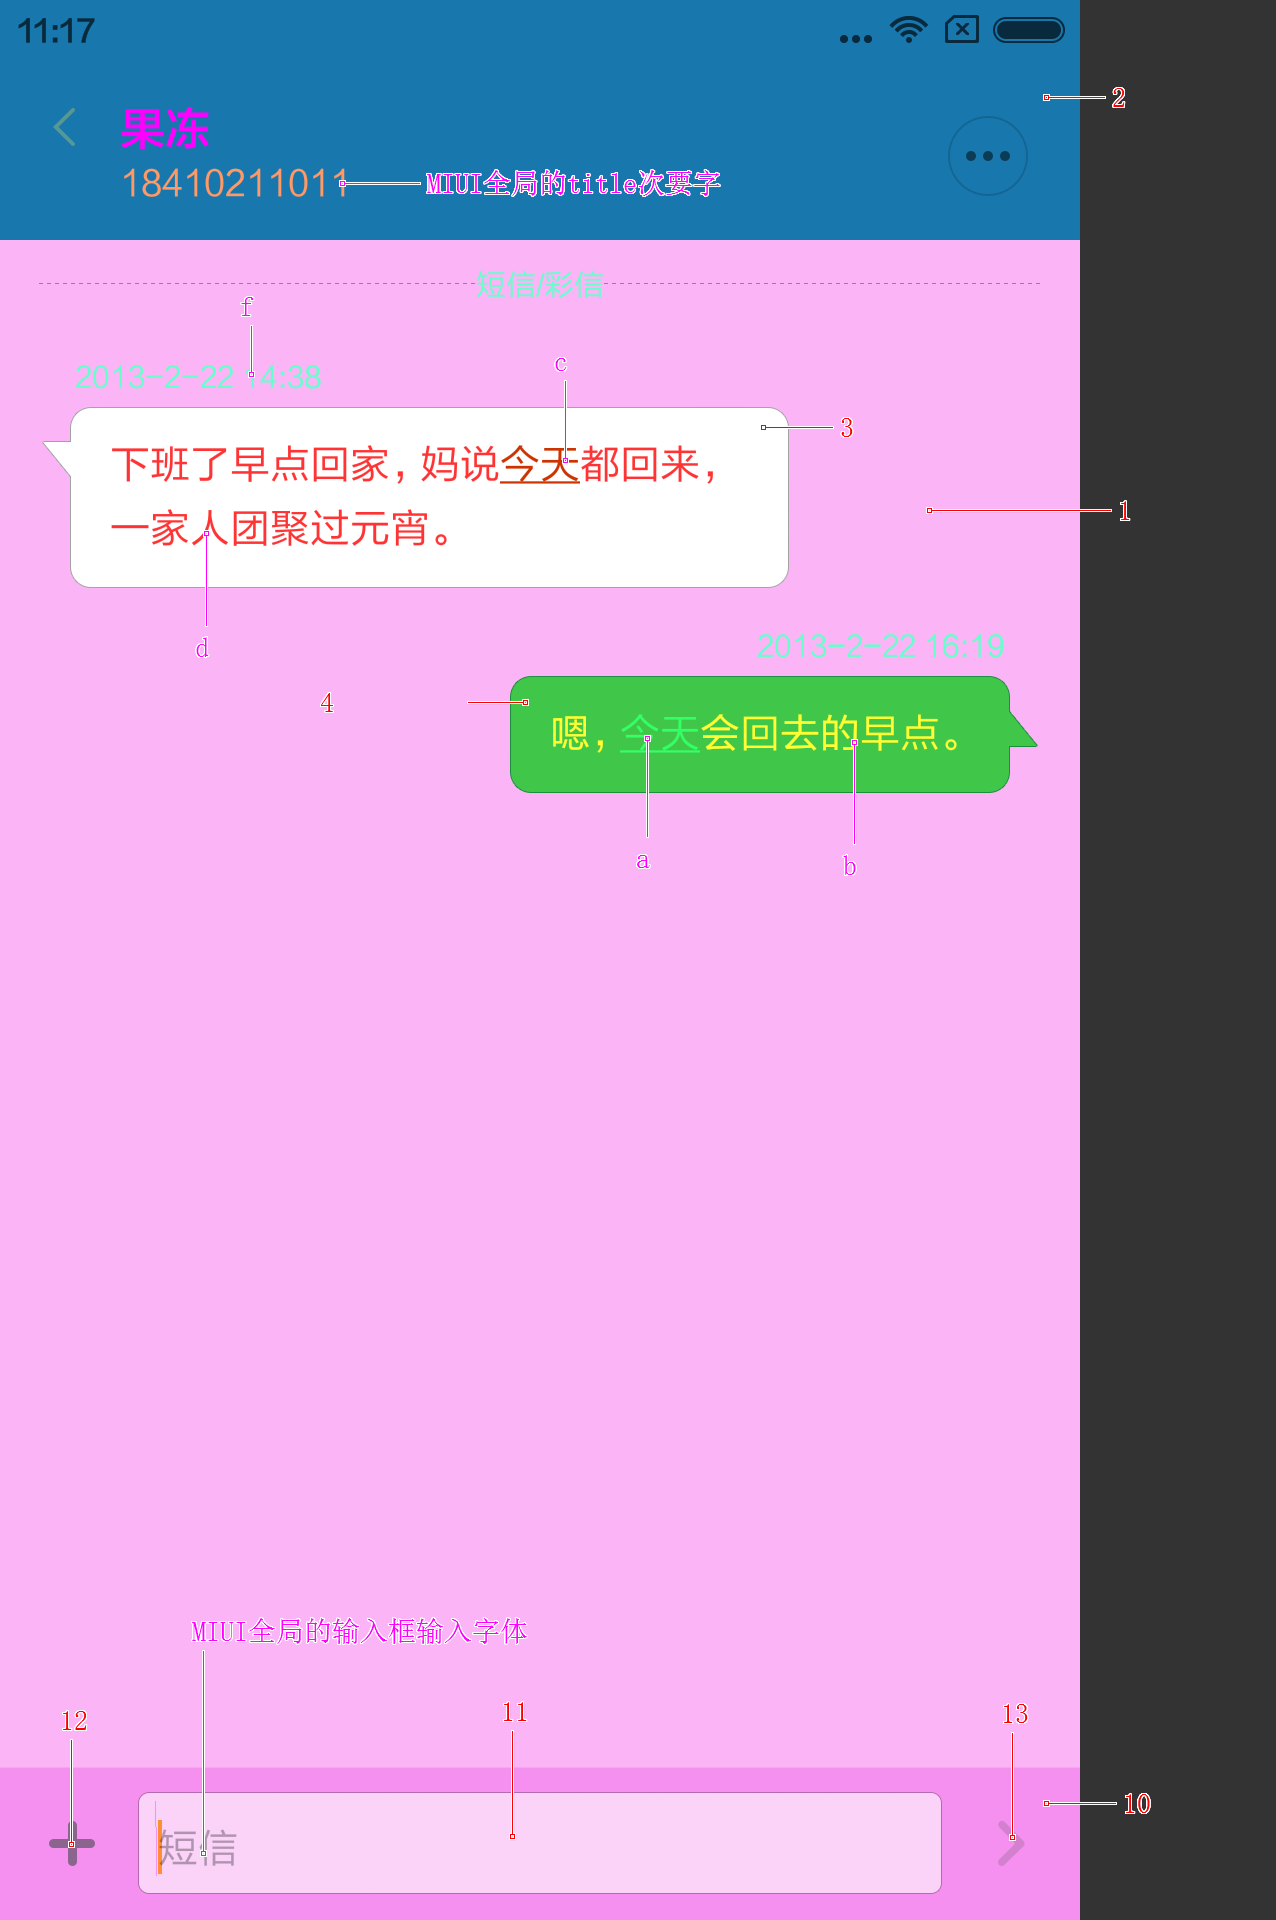 11:17
2
果冻
18410211011
MIUI全局的title次要字
短信/彩信
f
2013-2-22 14:38
c
3
下班了早点回家，妈说今天都回来，
一家人团聚过元宵。
1
d
2013-2-22 16:19
4
嗯，今天会回去的早点。
a
b
MIUI全局的输入框输入字体
12
11
13
10
短信